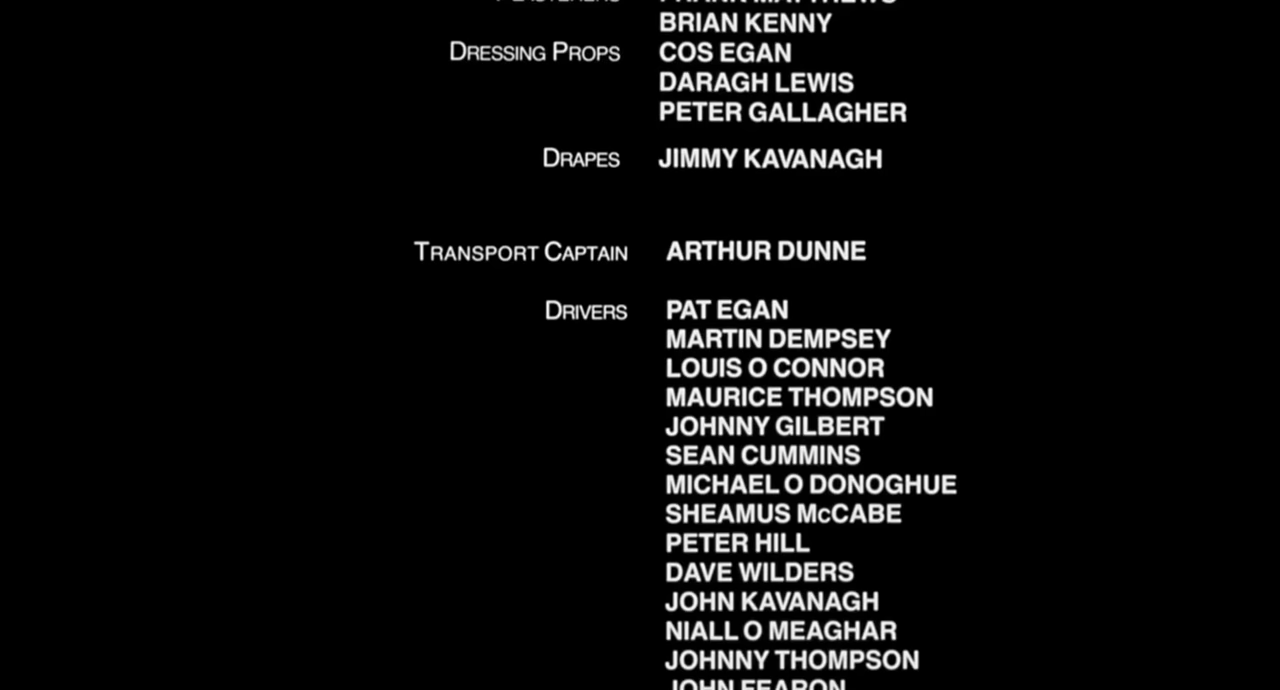 BRIAN KENNY
DRESSING PROPS COS EGAN
DARAGH LEWIS
PETER GALLAGHER
DRAPES JIMMY KAVANAGH
TRANSPORT CAPTAIN ARTHUR DUNNE
DRIVERS PAT EGAN
MARTIN DEMPSEY
LOUIS O CONNOR
MAURICE THOMPSON
JOHNNY GILBERT
SEAN CUMMINS
MICHAEL O DONOGHUE
SHEAMUS McCABE
PETER HILL
DAVE WILDERS
JOHN KAVANAGH
NIALL O MEAGHAR
JOHNNY THOMPSON
JOHN FEARON